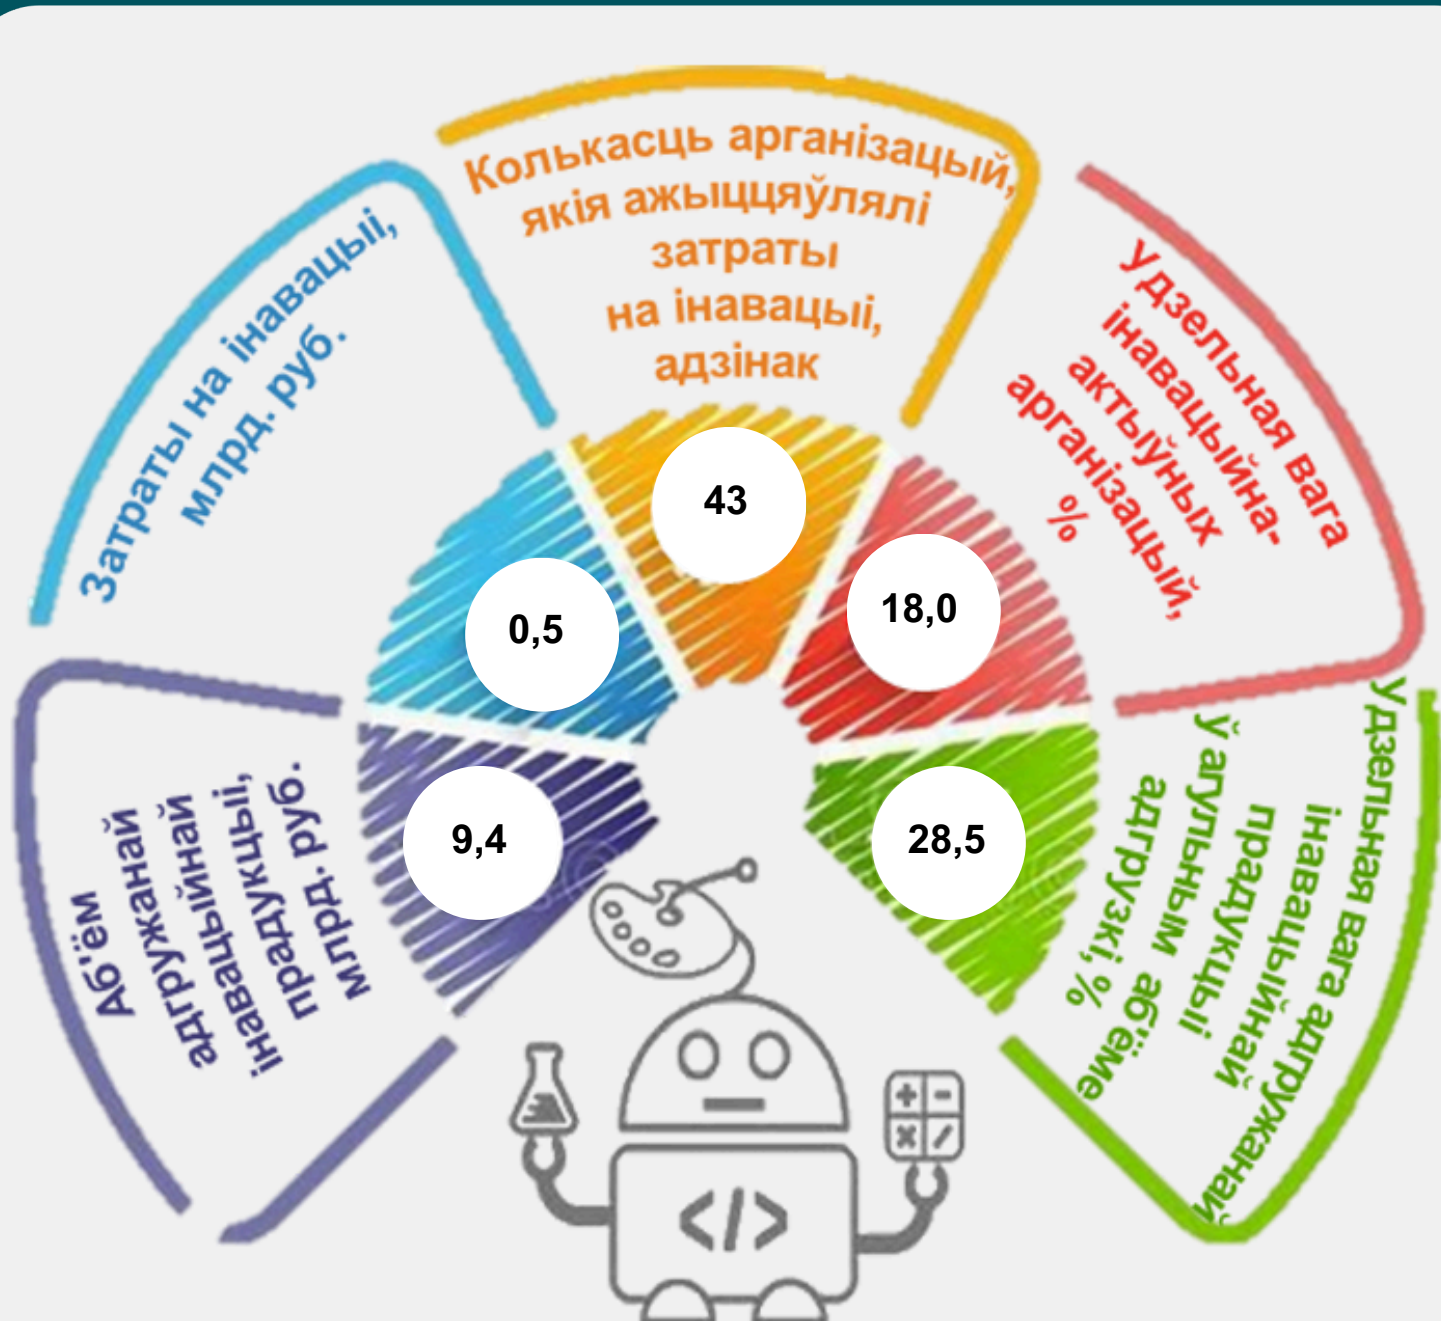 Аб'ём
адгружанай
інавацыйнай
прадукцыі,
млрд. руб.
9,4
Затраты на інавацыі,
млрд. руб.
0,5
Колькасць арганізацый,
якія ажыццяўлялі
затраты
на інавацыі,
адзінак
43
Удзельная вага
інавацыйна-
актыўных
арганізацый,
%
18,0
Удзельная вага адгружанай
інавацыйнай
прадукцыі
ў агульным аб'ёме
адгрузкі,%
28,5
+ -
× /
</>